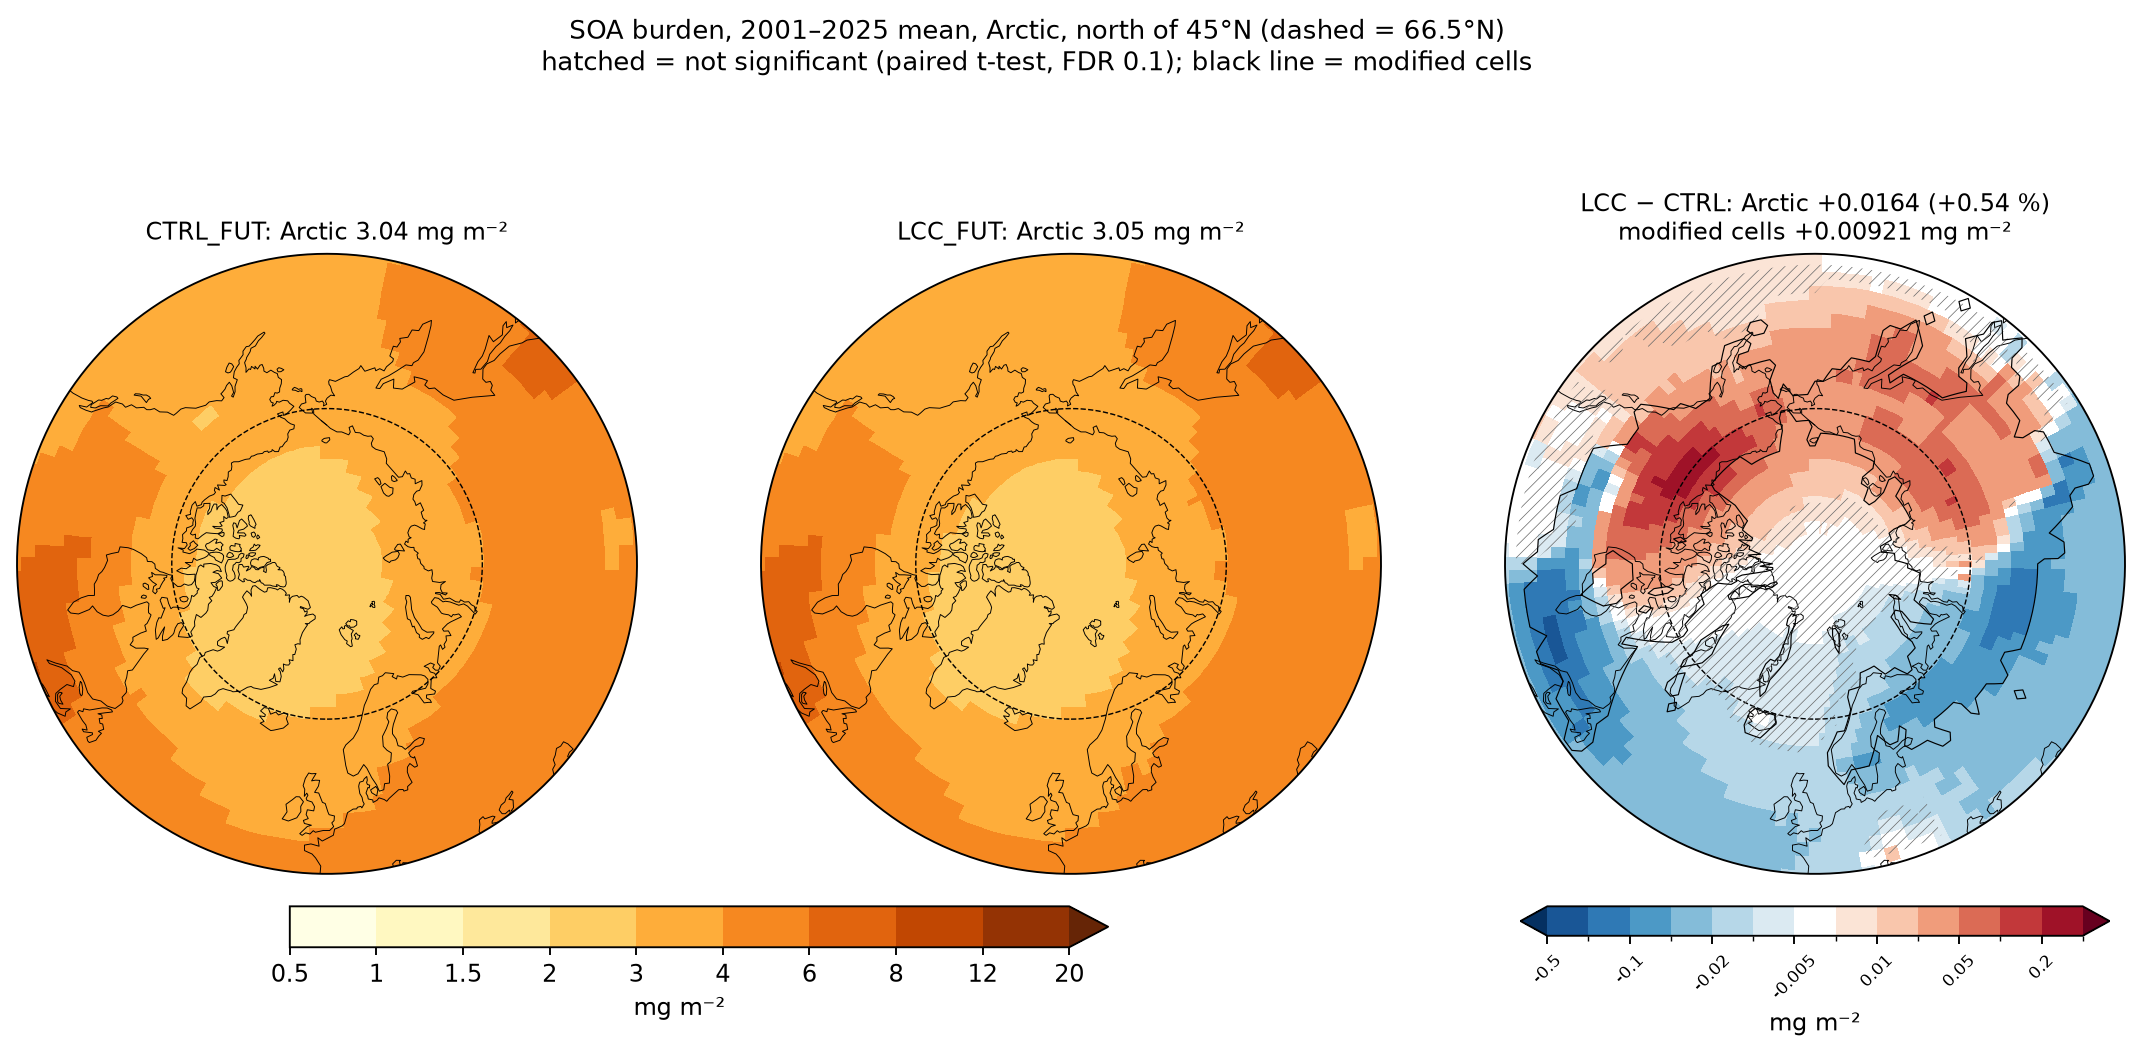 SOA burden, 2001–2025 mean, Arctic, north of 45°N (dashed = 66.5°N)
hatched = not significant (paired t-test, FDR 0.1); black line = modified cells
CTRL_FUT: Arctic 3.04 mg m⁻²
LCC_FUT: Arctic 3.05 mg m⁻²
LCC − CTRL: Arctic +0.0164 (+0.54 %)
modified cells +0.00921 mg m⁻²
0.5 1 1.5 2 3 4 6 8 12 20
mg m⁻²
-0.5 -0.1 -0.02 -0.005 0.01 0.05 0.2
mg m⁻²